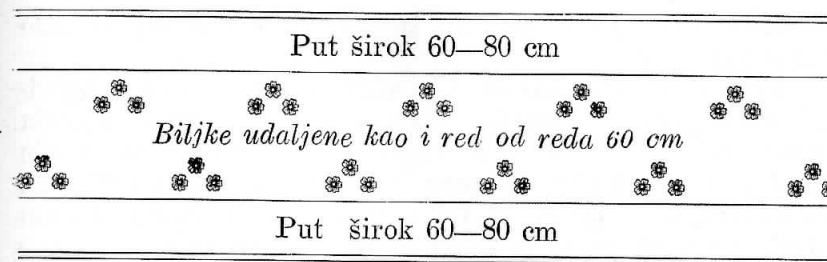 Put širok 60—80 cm
Biljke udaljene kao i red od reda 60 cm
Put širok 60—80 cm